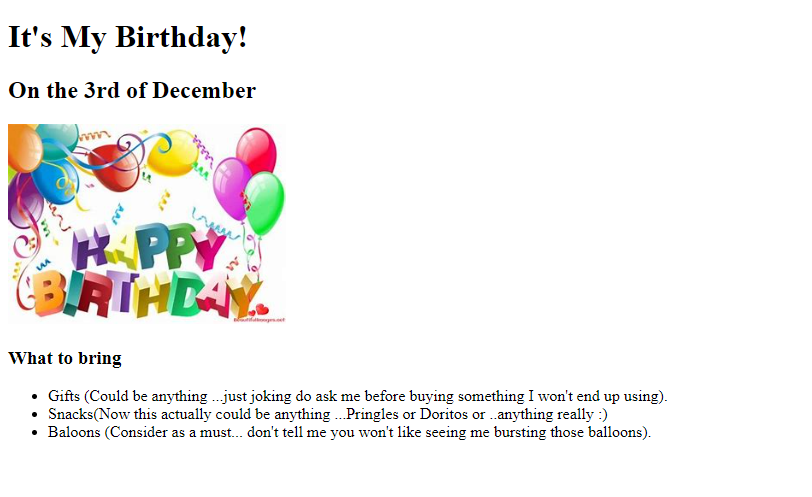 It's My Birthday!
On the 3rd of December
HAPPY
BIRTHDAY
What to bring
Gifts (Could be anything ...just joking do ask me before buying something I won't end up using).
Snacks(Now this actually could be anything ...Pringles or Doritos or ..anything really :)
Baloons (Consider as a must... don't tell me you won't like seeing me bursting those balloons).